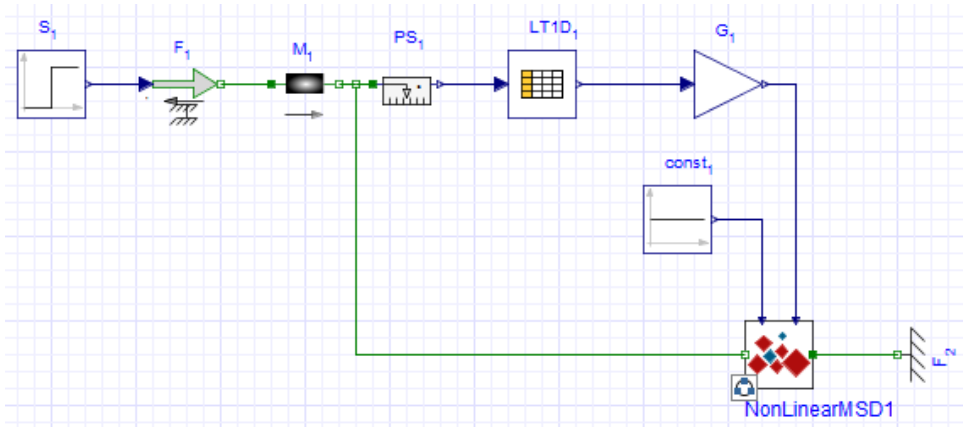 S1
F1
M1
PS1
LT1D1
G1
const1
F2
NonLinearMSD1